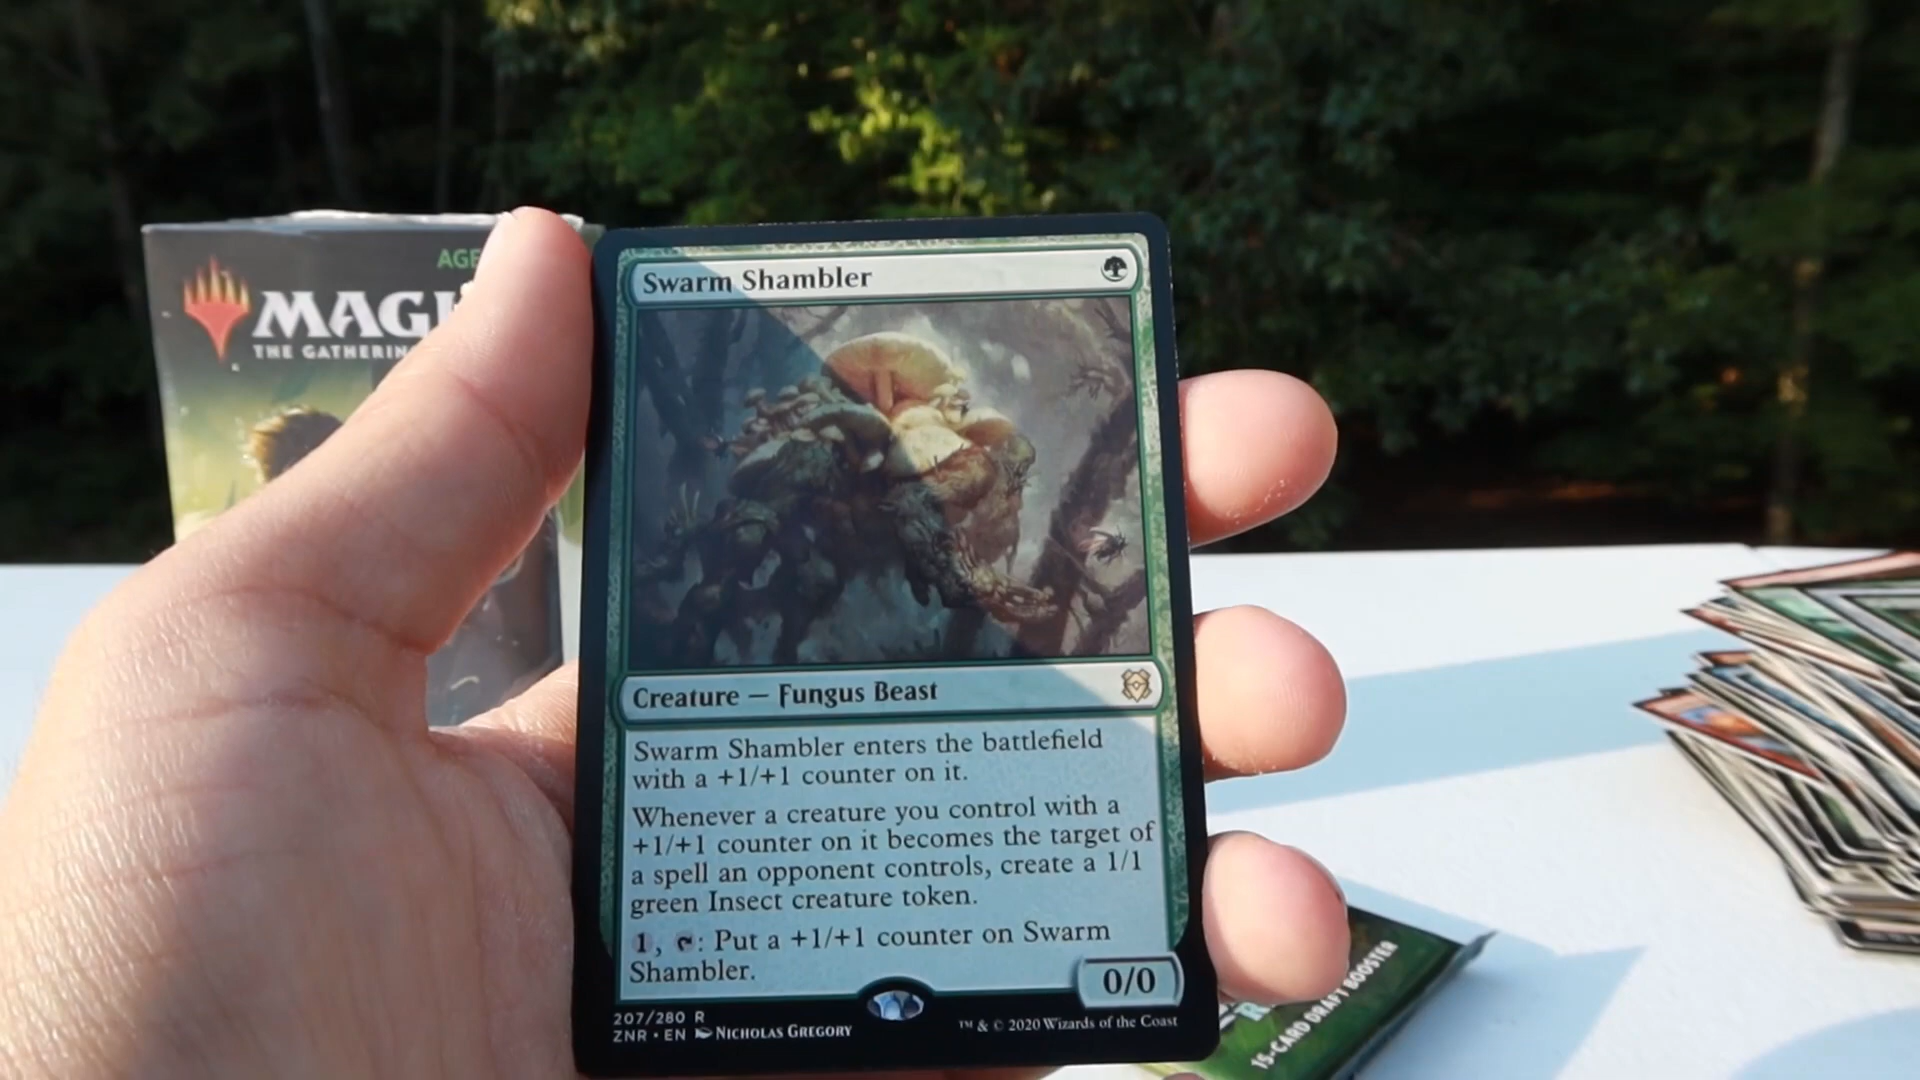 AGE
MAGI
THE GATHERIN
Swarm Shambler
Creature — Fungus Beast
Swarm Shambler enters the battlefield
with a +1/+1 counter on it.
Whenever a creature you control with a
+1/+1 counter on it becomes the target of
a spell an opponent controls, create a 1/1
green Insect creature token.
1, : Put a +1/+1 counter on Swarm
Shambler.
0/0
207/280 R
ZNR • EN NICHOLAS GREGORY
™ & © 2020 Wizards of the Coast
15-CARD DRAFT BOOSTER